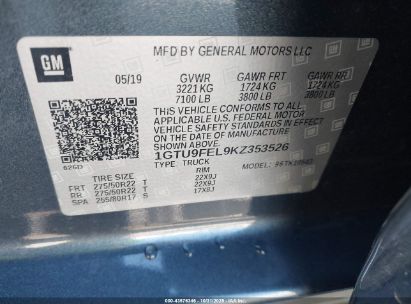 MFD BY GENERAL MOTORS LLC
GM
05/19 GVWR GAWR FRT GAWR RR
3221 KG 1724 KG 1724 KG
7100 LB 3800 LB 3800 LB
THIS VEHICLE CONFORMS TO ALL
APPLICABLE U.S. FEDERAL MOTOR
VEHICLE SAFETY STANDARDS IN EFFECT ON THE
DATE OF MANUFACTURE
SHOWN ABOVE.
1GTU9FEL9KZ353526
TYPE: TRUCK MODEL:
TIRE SIZE RIM
FRT 275/50R22 T 22X9J
RR 275/50R22 T 22X9J
SPA 255/80R17 S 17X8J